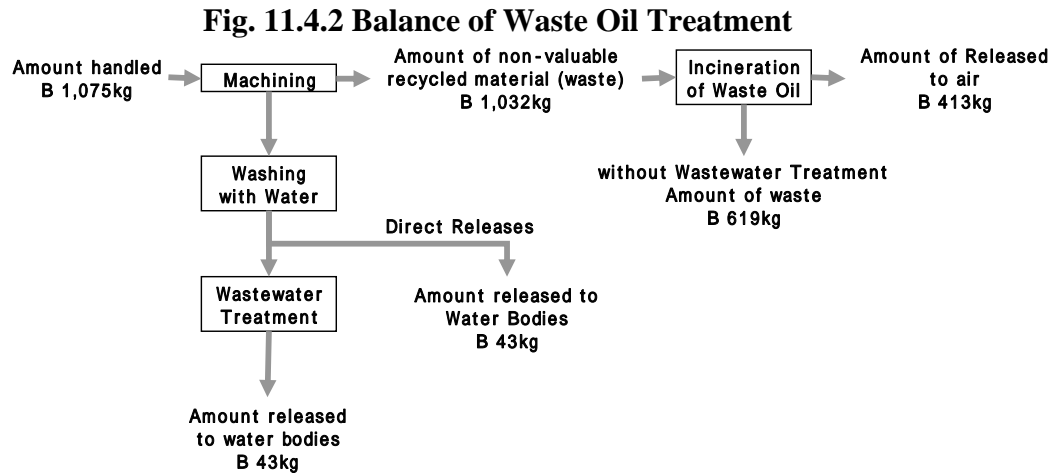 Fig. 11.4.2 Balance of Waste Oil Treatment
Amount handled
B 1,075kg
Machining
Amount of non-valuable
recycled material (waste)
B 1,032kg
Incineration
of Waste Oil
Amount of Released
to air
B 413kg
without Wastewater Treatment
Amount of waste
B 619kg
Washing
with Water
Direct Releases
Wastewater
Treatment
Amount released to
Water Bodies
B 43kg
Amount released
to water bodies
B 43kg